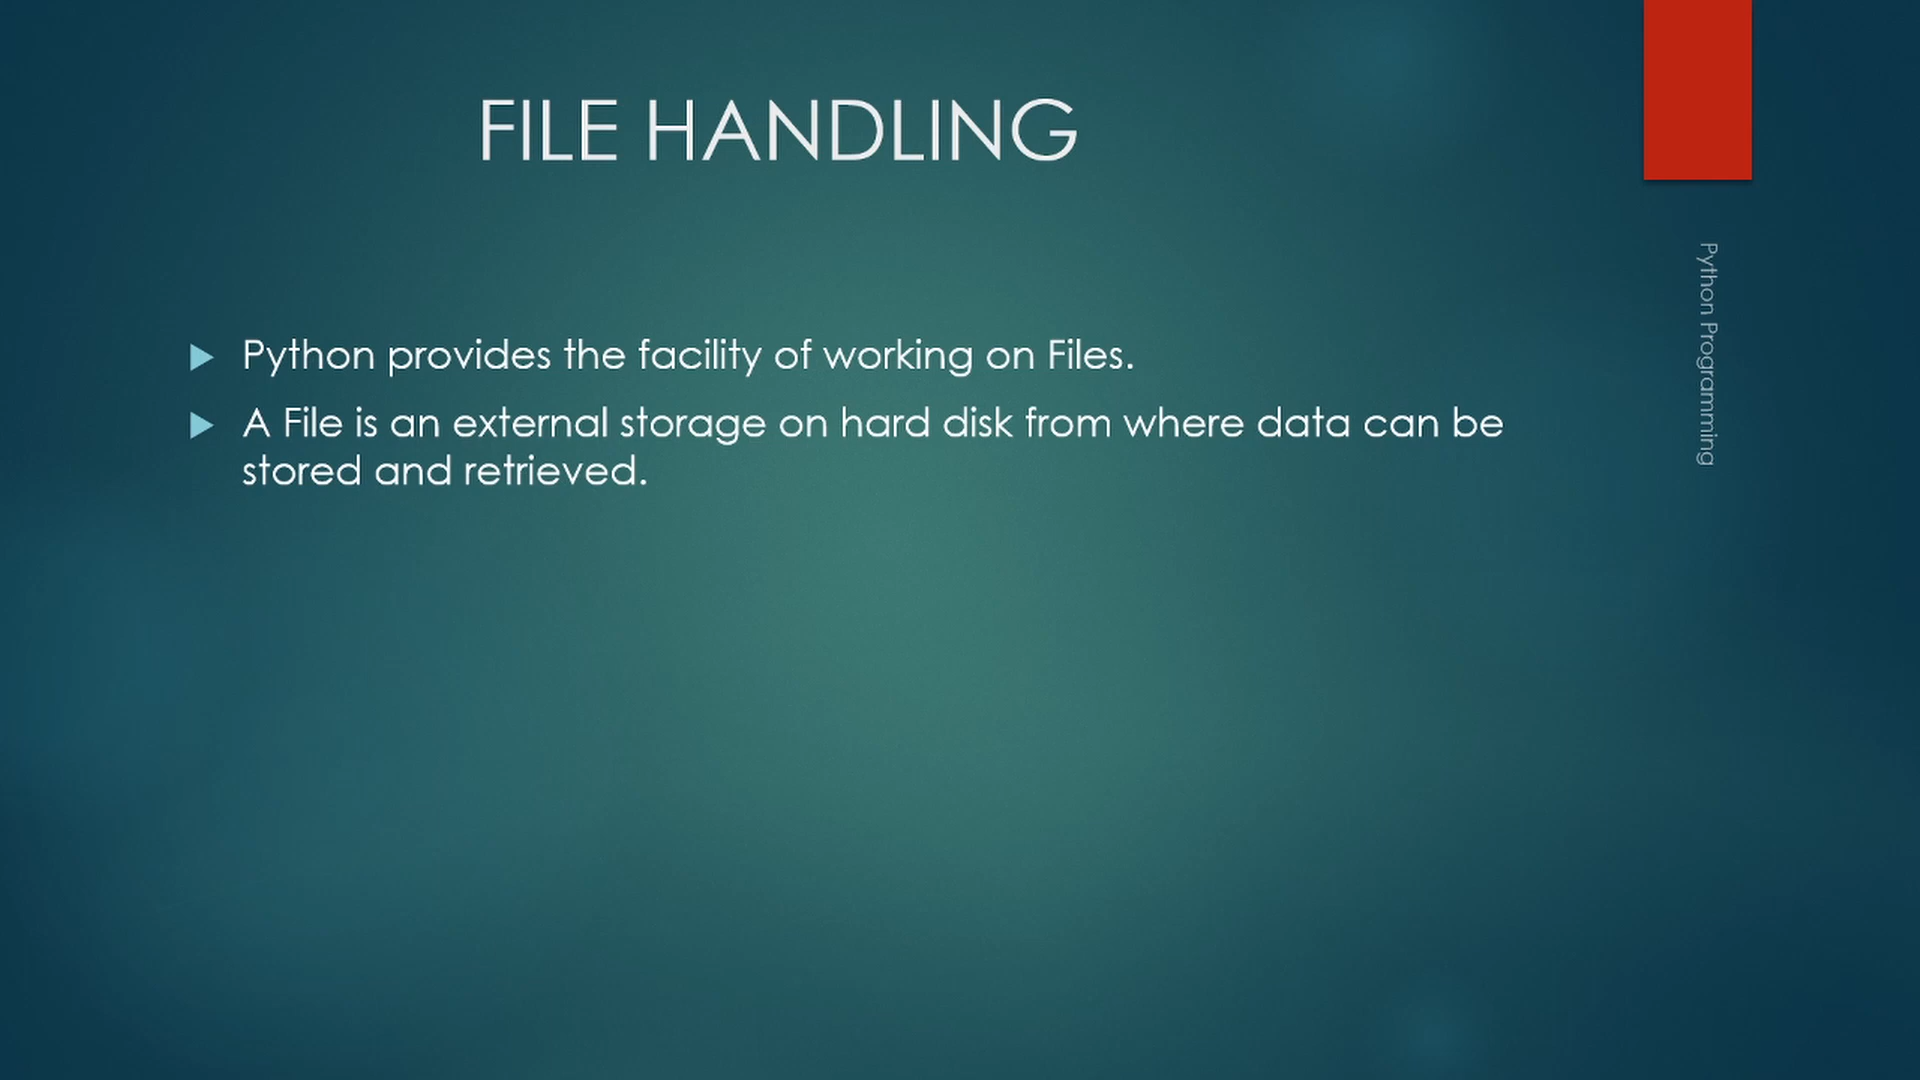 FILE HANDLING
Python provides the facility of working on Files.
A File is an external storage on hard disk from where data can be
stored and retrieved.
Python Programming